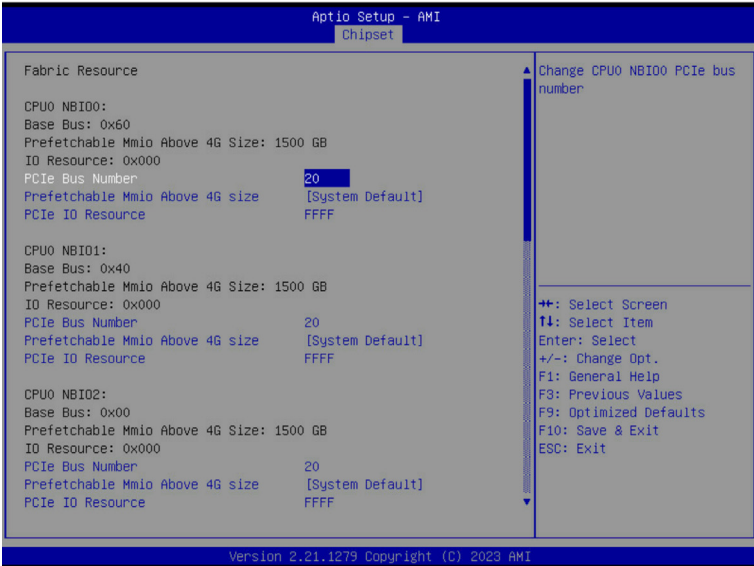 Aptio Setup - AMI
Chipset
Fabric Resource
CPU0 NBIO0:
Base Bus: 0x60
Prefetchable Mmio Above 4G Size: 1500 GB
IO Resource: 0x000
PCIe Bus Number 20
Prefetchable Mmio Above 4G size [System Default]
PCIe IO Resource FFFF
CPU0 NBIO1:
Base Bus: 0x40
Prefetchable Mmio Above 4G Size: 1500 GB
IO Resource: 0x000
PCIe Bus Number 20
Prefetchable Mmio Above 4G size [System Default]
PCIe IO Resource FFFF
CPU0 NBIO2:
Base Bus: 0x00
Prefetchable Mmio Above 4G Size: 1500 GB
IO Resource: 0x000
PCIe Bus Number 20
Prefetchable Mmio Above 4G size [System Default]
PCIe IO Resource FFFF
Change CPU0 NBIO0 PCIe bus
number
→←: Select Screen
↑↓: Select Item
Enter: Select
+/-: Change Opt.
F1: General Help
F3: Previous Values
F9: Optimized Defaults
F10: Save & Exit
ESC: Exit
Version 2.21.1279 Copyright (C) 2023 AMI